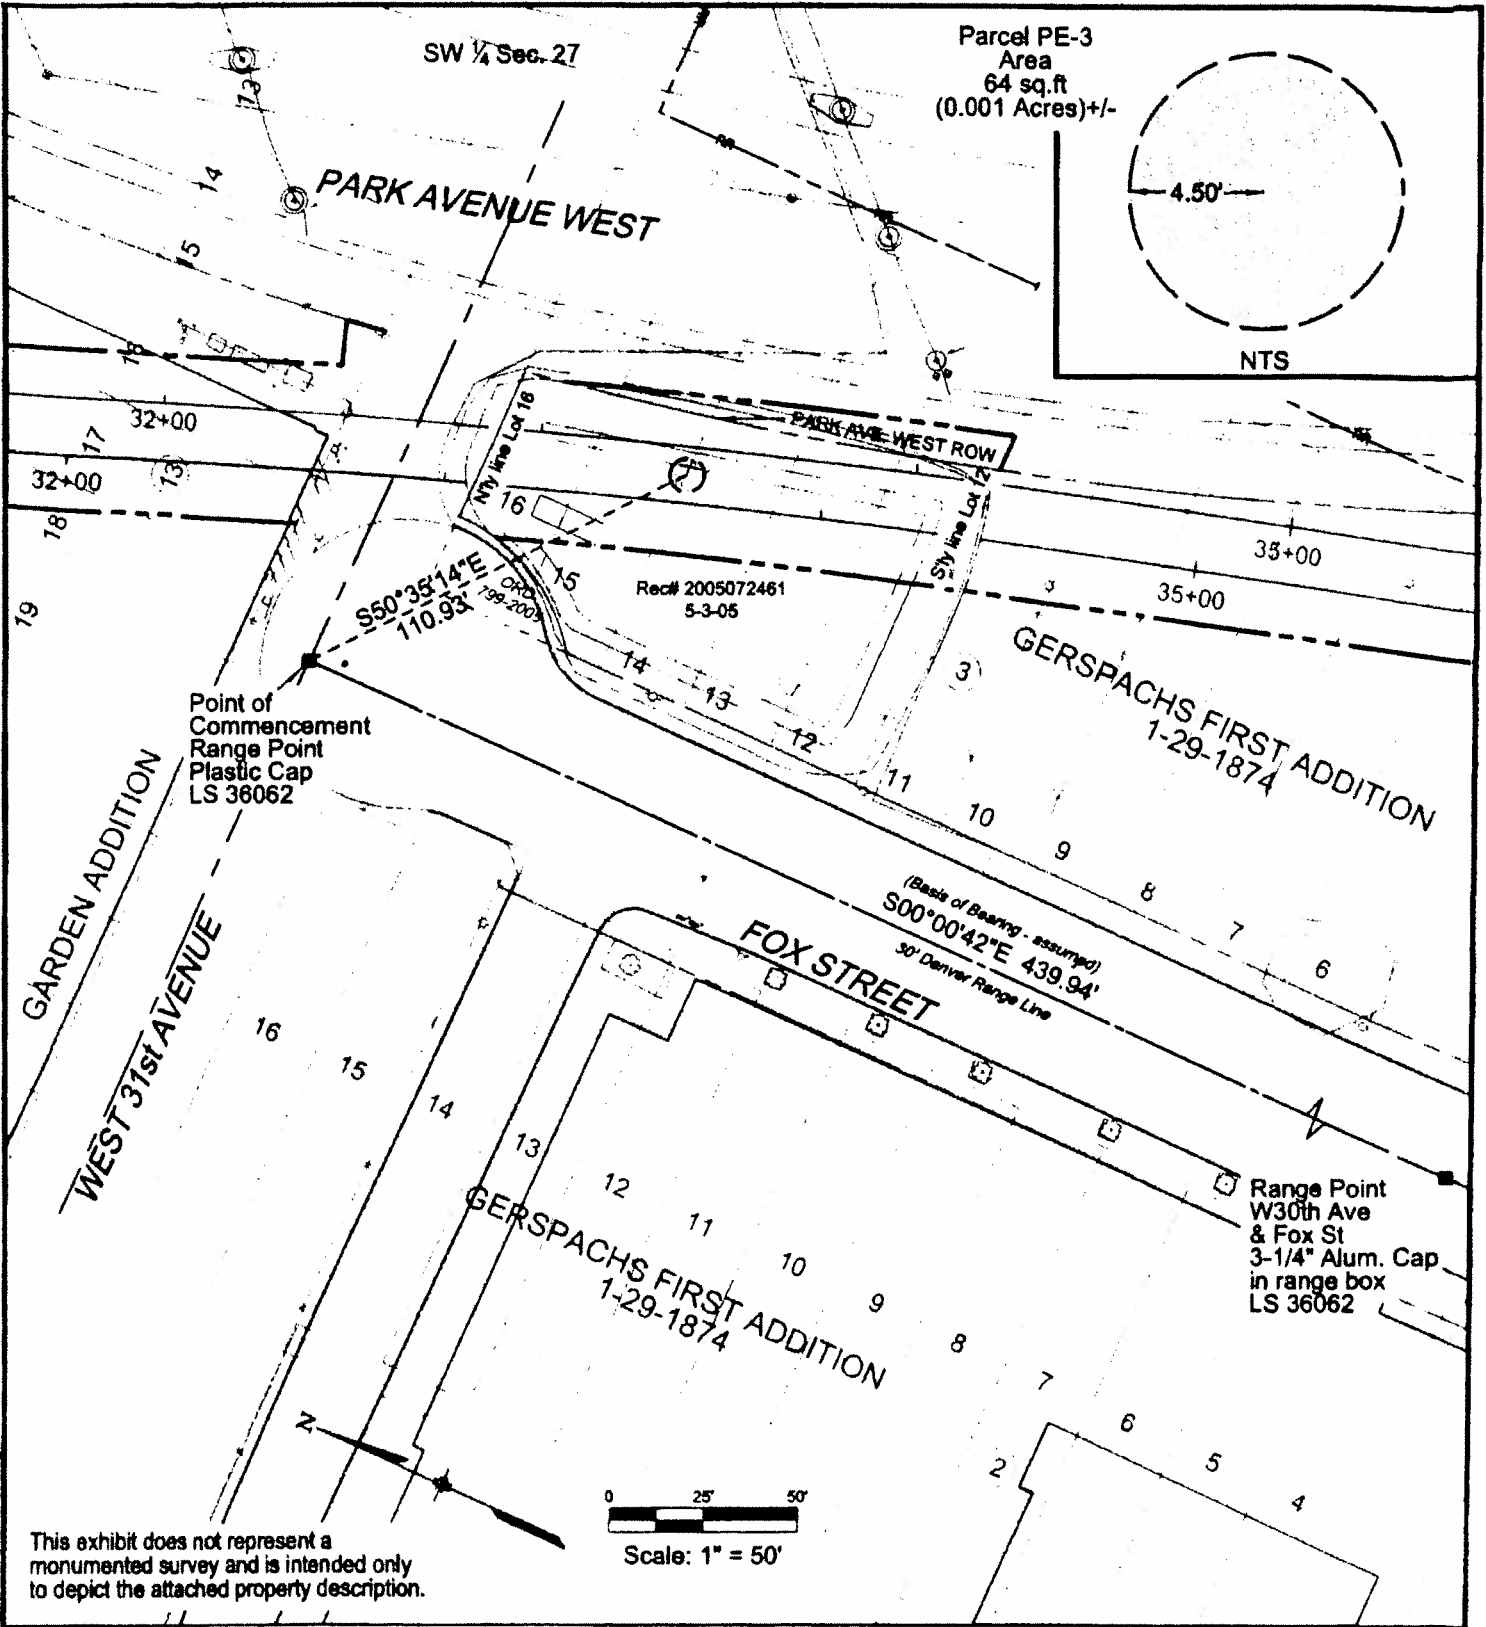 SW ¼ Sec. 27
Parcel PE-3
Area
64 sq.ft
(0.001 Acres)+/-
4.50'
NTS
13
14
15
PARK AVENUE WEST
16
17
13
18
19
32+00
32+00
N'ly line Lot 16
16
PARK AVE WEST ROW
S'ly line Lot 12
35+00
35+00
S50°35'14"E
110.93'
ORD.
799-2005
15
Rec# 2005072461
5-3-05
14
13
12
11
10
9
8
7
6
3
GERSPACHS FIRST ADDITION
1-29-1874
Point of
Commencement
Range Point
Plastic Cap
LS 36062
GARDEN ADDITION
WEST 31st AVENUE
(Basis of Bearing - assumed)
S00°00'42"E 439.94'
30' Denver Range Line
FOX STREET
16
15
14
13
12
11
10
9
8
7
6
5
4
2
GERSPACHS FIRST ADDITION
1-29-1874
Range Point
W30th Ave
& Fox St
3-1/4" Alum. Cap
in range box
LS 36062
N
0 25' 50'
Scale: 1" = 50'
This exhibit does not represent a
monumented survey and is intended only
to depict the attached property description.